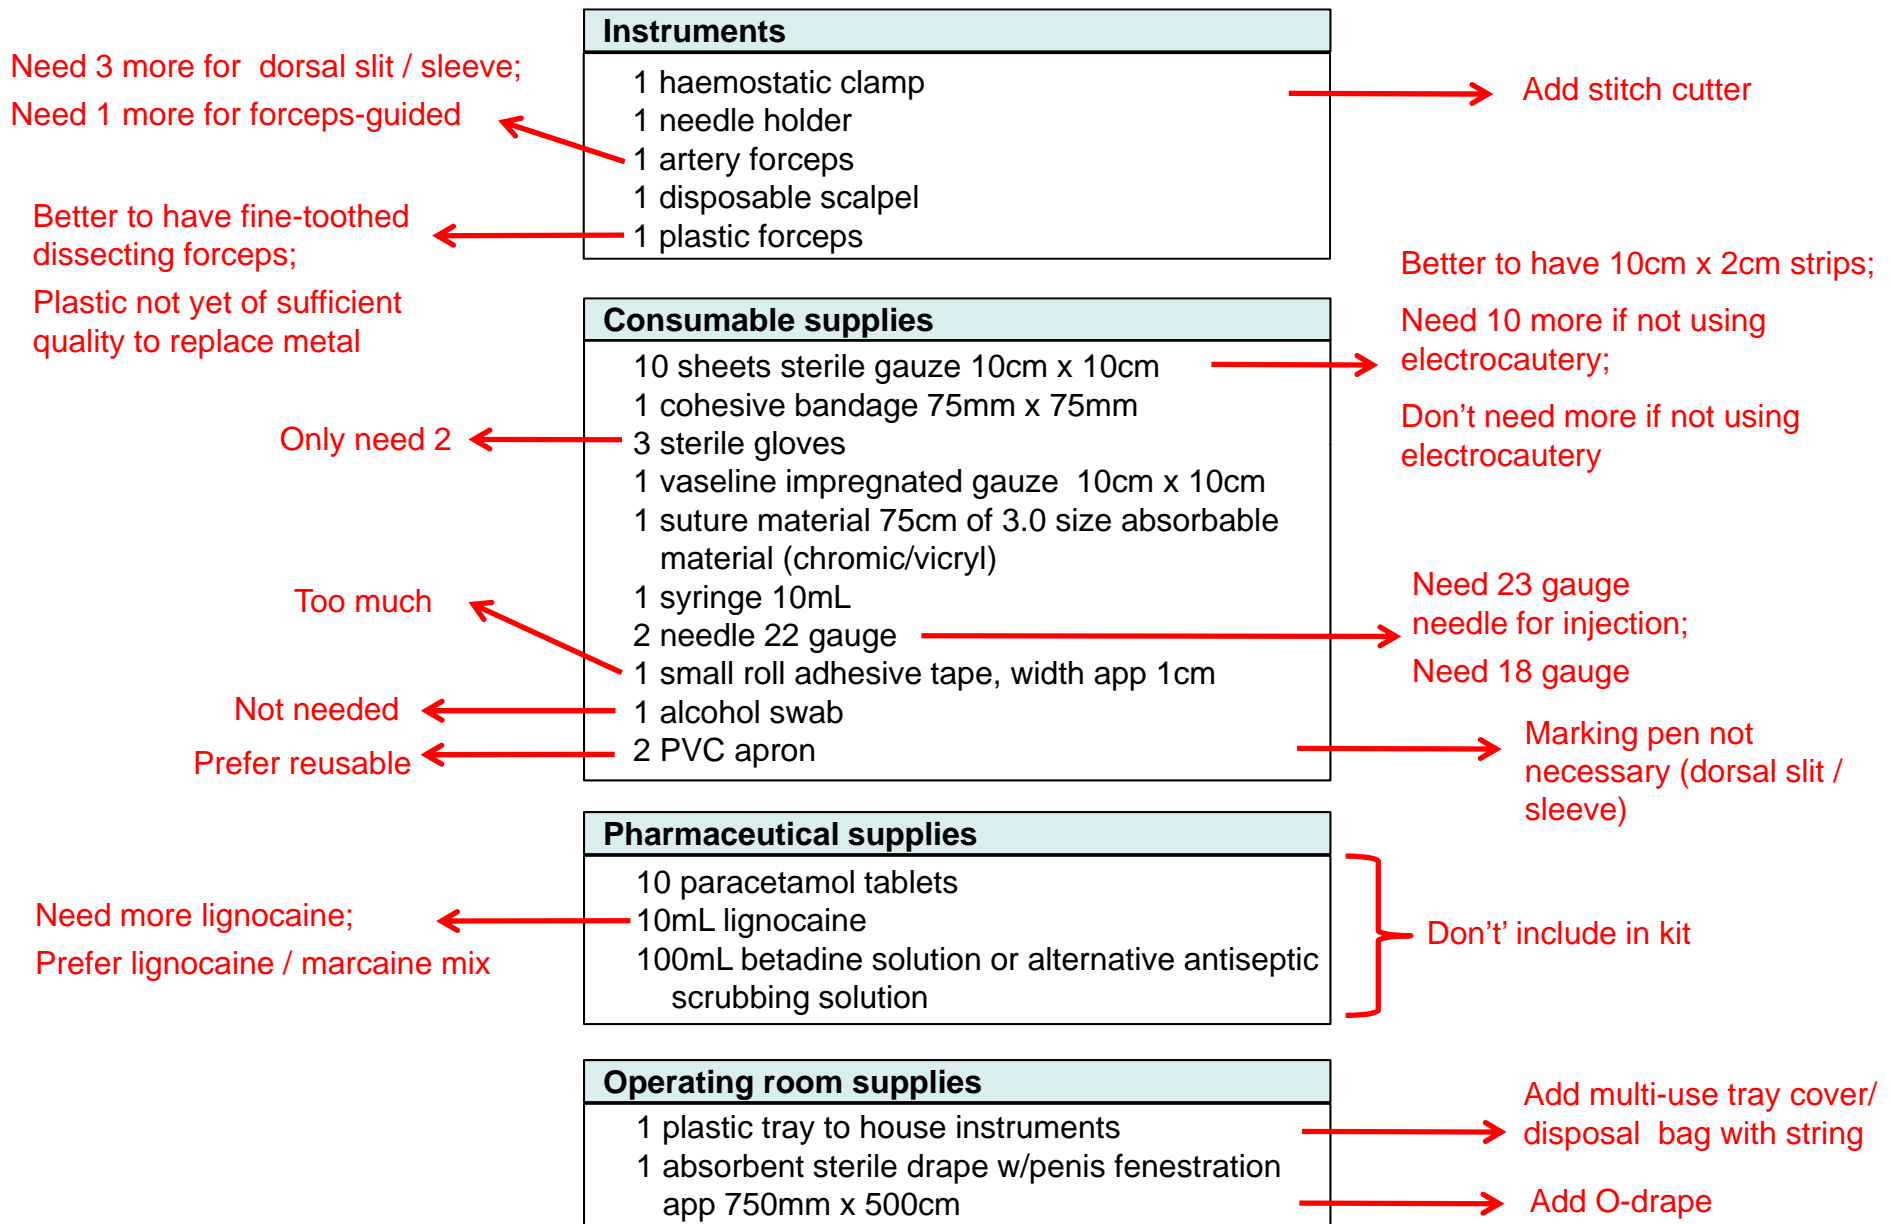 Instruments
Need 3 more for dorsal slit / sleeve;
Need 1 more for forceps-guided
1 haemostatic clamp
1 needle holder
1 artery forceps
1 disposable scalpel
1 plastic forceps
Add stitch cutter
Better to have fine-toothed
dissecting forceps;
Plastic not yet of sufficient
quality to replace metal
Consumable supplies
10 sheets sterile gauze 10cm x 10cm
1 cohesive bandage 75mm x 75mm
3 sterile gloves
1 vaseline impregnated gauze 10cm x 10cm
1 suture material 75cm of 3.0 size absorbable
material (chromic/vicryl)
1 syringe 10mL
2 needle 22 gauge
1 small roll adhesive tape, width app 1cm
1 alcohol swab
2 PVC apron
Better to have 10cm x 2cm strips;
Need 10 more if not using
electrocautery;
Don’t need more if not using
electrocautery
Only need 2
Too much
Need 23 gauge
needle for injection;
Need 18 gauge
Not needed
Prefer reusable
Marking pen not
necessary (dorsal slit /
sleeve)
Pharmaceutical supplies
10 paracetamol tablets
10mL lignocaine
100mL betadine solution or alternative antiseptic
scrubbing solution
Need more lignocaine;
Prefer lignocaine / marcaine mix
Don’t’ include in kit
Operating room supplies
1 plastic tray to house instruments
1 absorbent sterile drape w/penis fenestration
app 750mm x 500cm
Add multi-use tray cover/
disposal bag with string
Add O-drape